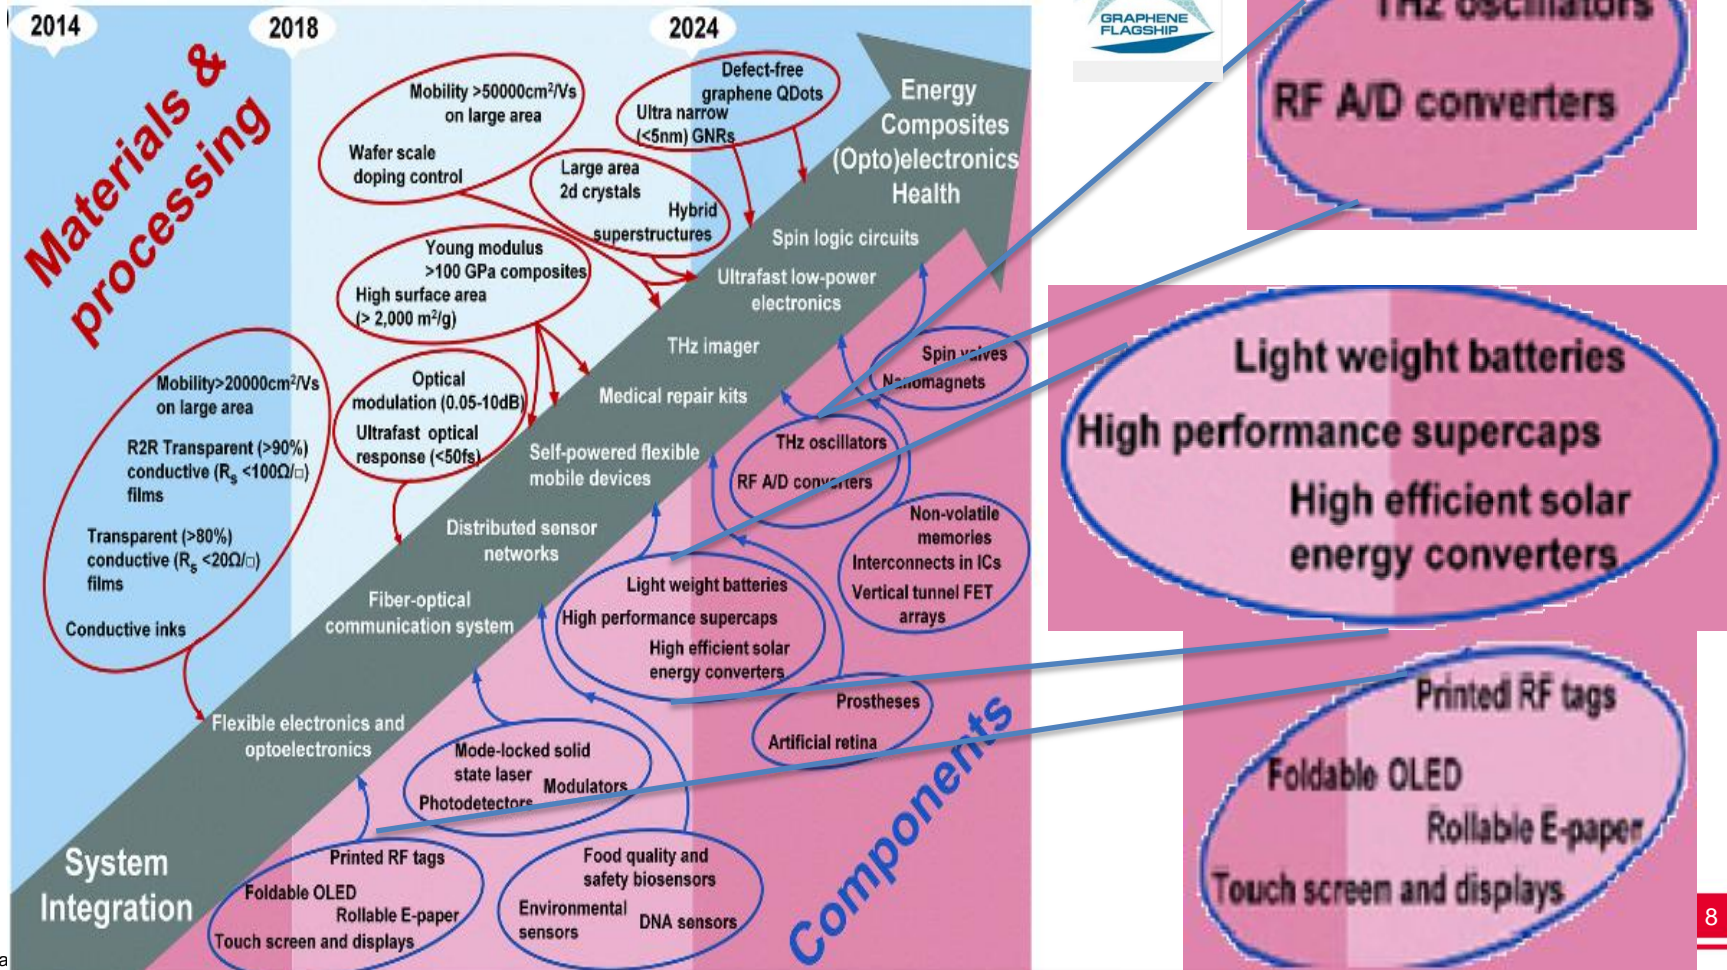 2014
2018
2024
Materials &
processing
Mobility >50000cm²/Vs
on large area
Wafer scale
doping control
Defect-free
graphene QDots
Ultra narrow
(<5nm) GNRs
Large area
2d crystals
Hybrid
superstructures
Young modulus
>100 GPa composites
High surface area
(> 2,000 m²/g)
Mobility>20000cm²/Vs
on large area
R2R Transparent (>90%)
conductive (Rs <100Ω/□)
films
Transparent (>80%)
conductive (Rs <20Ω/□)
films
Conductive inks
Optical
modulation (0.05-10dB)
Ultrafast optical
response (<50fs)
Energy
Composites
(Opto)electronics
Health
Spin logic circuits
Ultrafast low-power
electronics
THz imager
Medical repair kits
Self-powered flexible
mobile devices
Distributed sensor
networks
Fiber-optical
communication system
Flexible electronics and
optoelectronics
System
Integration
Spin valves
Nanomagnets
THz oscillators
RF A/D converters
Non-volatile
memories
Interconnects in ICs
Vertical tunnel FET
arrays
Light weight batteries
High performance supercaps
High efficient solar
energy converters
Prostheses
Artificial retina
Mode-locked solid
state laser
Modulators
Photodetectors
Printed RF tags
Foldable OLED
Rollable E-paper
Touch screen and displays
Food quality and
safety biosensors
Environmental
sensors
DNA sensors
Components
GRAPHENE
FLAGSHIP
THz oscillators
RF A/D converters
Light weight batteries
High performance supercaps
High efficient solar
energy converters
Printed RF tags
Foldable OLED
Rollable E-paper
Touch screen and displays
8
a